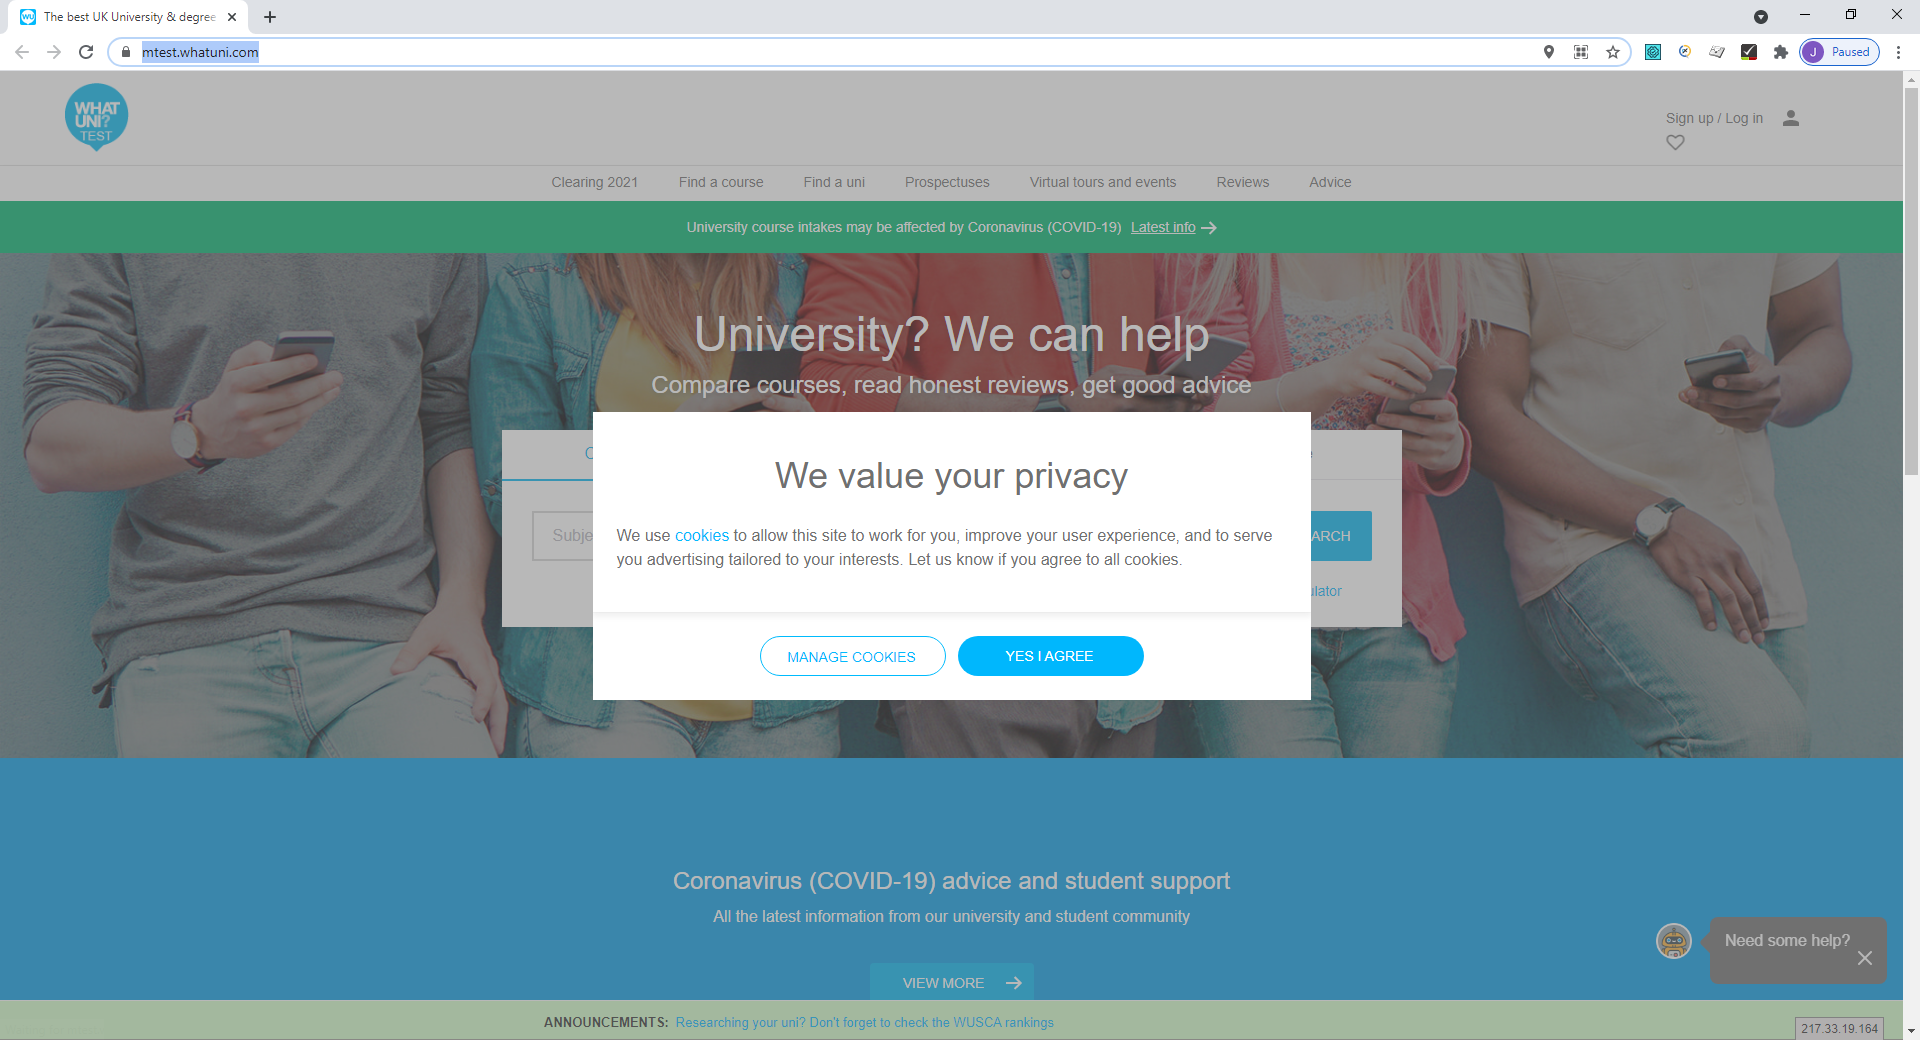 The best UK University & degree
mtest.whatuni.com
J Paused
WHAT
UNI?
TEST
Sign up / Log in
Clearing 2021 Find a course Find a uni Prospectuses Virtual tours and events Reviews Advice
University course intakes may be affected by Coronavirus (COVID-19) Latest info
University? We can help
Compare courses, read honest reviews, get good advice
We value your privacy
We use cookies to allow this site to work for you, improve your user experience, and to serve
you advertising tailored to your interests. Let us know if you agree to all cookies.
Subje
ARCH
ulator
MANAGE COOKIES YES I AGREE
Coronavirus (COVID-19) advice and student support
All the latest information from our university and student community
Need some help?
VIEW MORE
ANNOUNCEMENTS: Researching your uni? Don't forget to check the WUSCA rankings
217.33.19.164